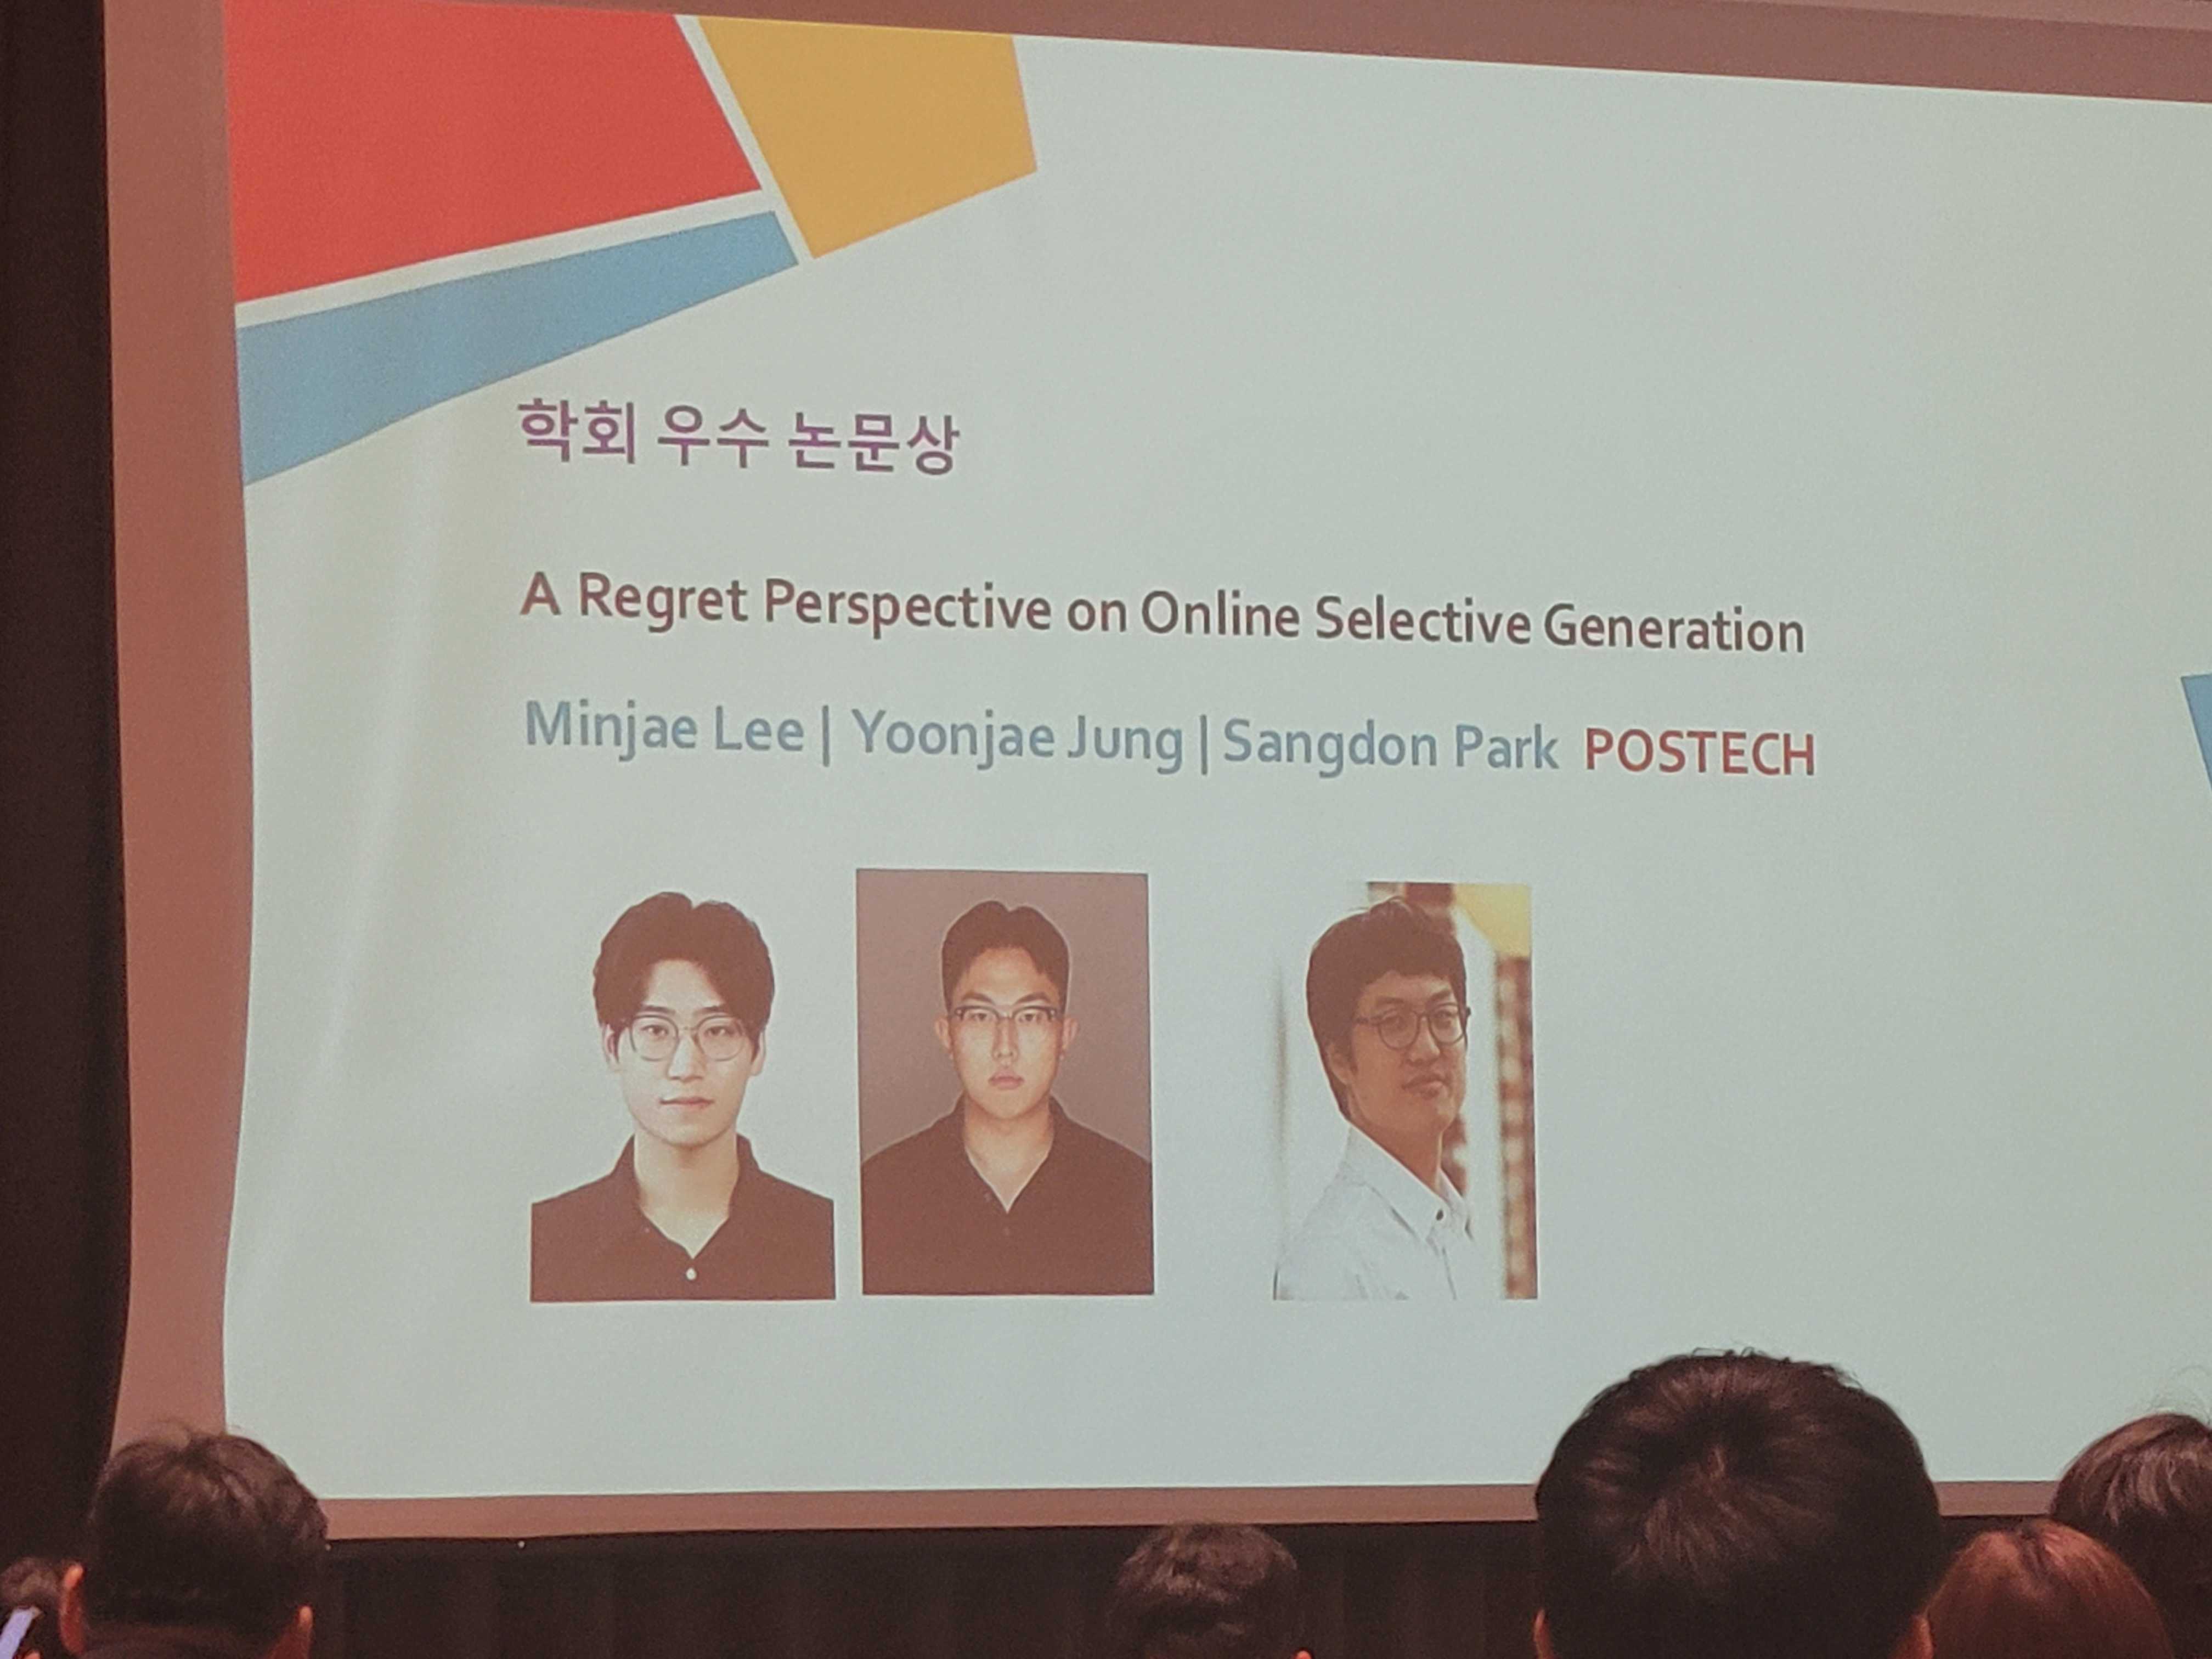 학회 우수 논문상
A Regret Perspective on Online Selective Generation
Minjae Lee | Yoonjae Jung | Sangdon Park POSTECH